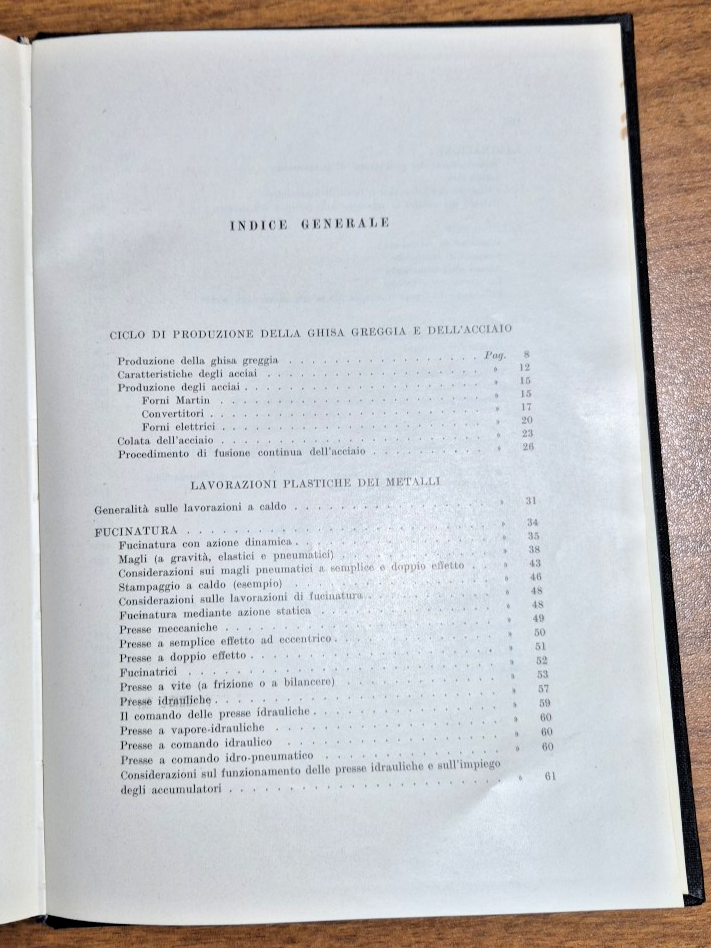 INDICE GENERALE
CICLO DI PRODUZIONE DELLA GHISA GREGGIA E DELL'ACCIAIO
Produzione della ghisa greggia . . . . . . . . . . . . . . . Pag. 8
Caratteristiche degli acciai . . . . . . . . . . . . . . . . » 12
Produzione degli acciai . . . . . . . . . . . . . . . . . . » 15
Forni Martin . . . . . . . . . . . . . . . . . . . . » 15
Convertitori . . . . . . . . . . . . . . . . . . . . » 17
Forni elettrici . . . . . . . . . . . . . . . . . . . » 20
Colata dell'acciaio . . . . . . . . . . . . . . . . . . . . » 23
Procedimento di fusione continua dell'acciaio . . . . . . . . » 26
LAVORAZIONI PLASTICHE DEI METALLI
Generalità sulle lavorazioni a caldo . . . . . . . . . . . . . . » 31
FUCINATURA . . . . . . . . . . . . . . . . . . . . . . » 34
Fucinatura con azione dinamica . . . . . . . . . . . . . . » 35
Magli (a gravità, elastici e pneumatici) . . . . . . . . . . . » 38
Considerazioni sui magli pneumatici a semplice e doppio effetto . . » 43
Stampaggio a caldo (esempio) . . . . . . . . . . . . . . » 46
Considerazioni sulle lavorazioni di fucinatura . . . . . . . . . » 48
Fucinatura mediante azione statica . . . . . . . . . . . . . » 48
Presse meccaniche . . . . . . . . . . . . . . . . . . . » 49
Presse a semplice effetto ad eccentrico . . . . . . . . . . . » 50
Presse a doppio effetto . . . . . . . . . . . . . . . . . » 51
Fucinatrici . . . . . . . . . . . . . . . . . . . . . . » 52
Presse a vite (a frizione o a bilancere) . . . . . . . . . . . » 53
Presse idrauliche . . . . . . . . . . . . . . . . . . . . » 57
Il comando delle presse idrauliche . . . . . . . . . . . . . » 59
Presse a vapore-idrauliche . . . . . . . . . . . . . . . . » 60
Presse a comando idraulico . . . . . . . . . . . . . . . » 60
Presse a comando idro-pneumatico . . . . . . . . . . . . » 60
Considerazioni sul funzionamento delle presse idrauliche e sull'impiego
degli accumulatori . . . . . . . . . . . . . . . . . . . » 61